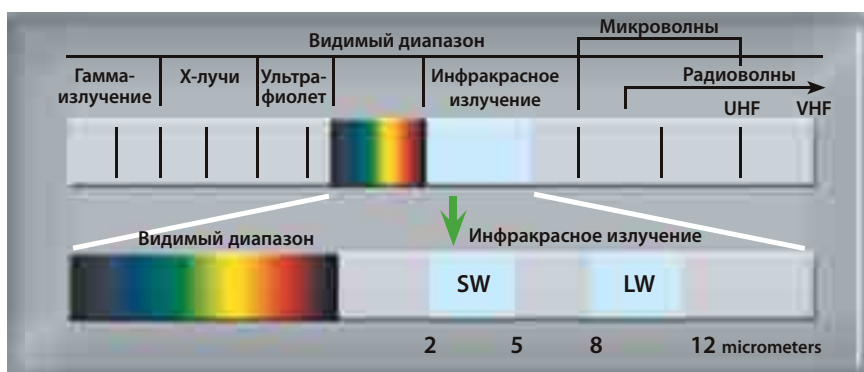 Микроволны
Видимый диапазон
Гамма-
излучение
Х-лучи
Ультра-
фиолет
Инфракрасное
излучение
Радиоволны
UHF
VHF
Видимый диапазон
Инфракрасное излучение
SW
LW
2 5 8 12 micrometers